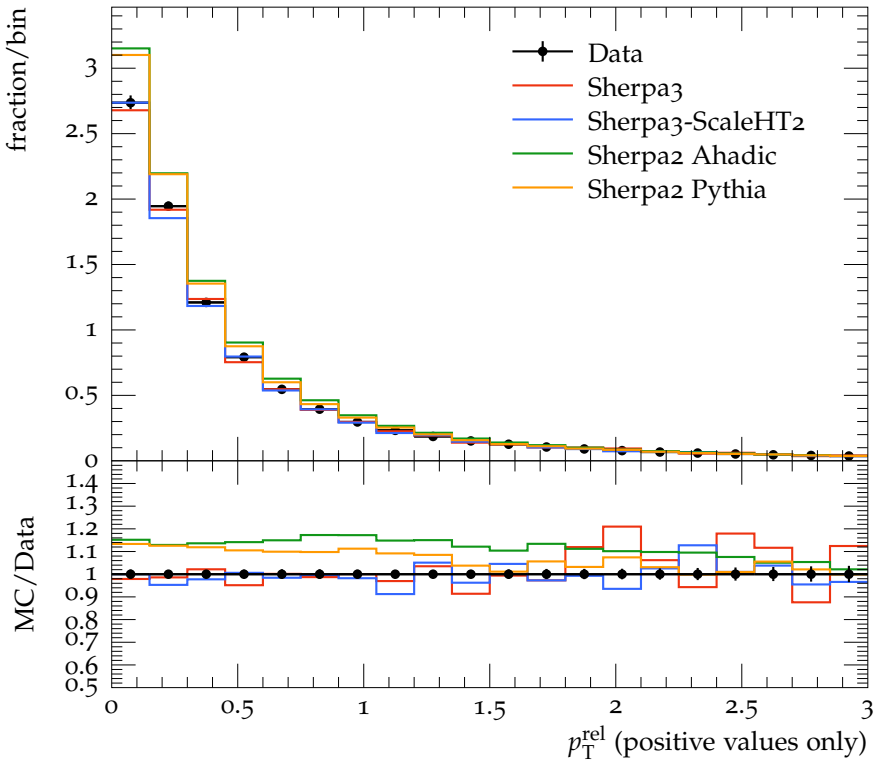 fraction/bin
3
2.5
2
1.5
1
0.5
0
Data
Sherpa3
Sherpa3-ScaleHT2
Sherpa2 Ahadic
Sherpa2 Pythia
MC/Data
1.4
1.3
1.2
1.1
1
0.9
0.8
0.7
0.6
0.5
0 0.5 1 1.5 2 2.5 3
p_T^rel (positive values only)